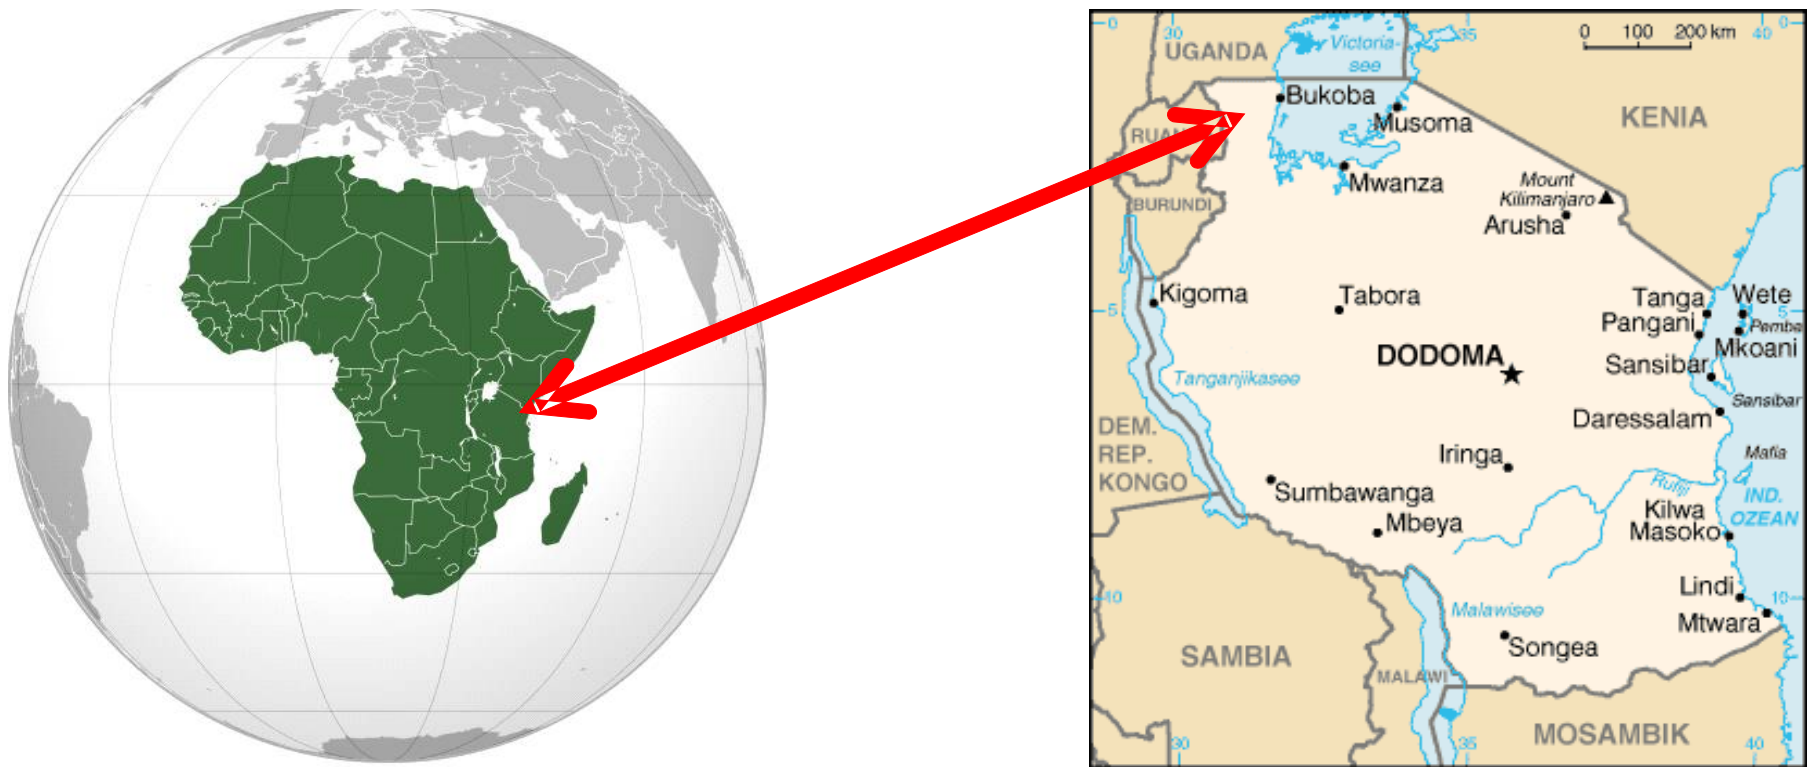 0
30
35
0
40
0 100 200 km
UGANDA
Victoria-
see
KENIA
Bukoba
Musoma
Mwanza
BURUNDI
Mount
Kilimanjaro
Arusha
Kigoma
Tabora
Tanga
Wete
5
5
Pangani
Pemba
Mkoani
DODOMA
Sansibar
Tanganjikasee
Sansibar
Daressalam
DEM.
REP.
KONGO
Iringa
Mafia
Sumbawanga
Rufiji
IND.
OZEAN
Kilwa
Masoko
Mbeya
Lindi
10
10
Malawisee
Mtwara
Songea
SAMBIA
MALAWI
MOSAMBIK
30
35
40